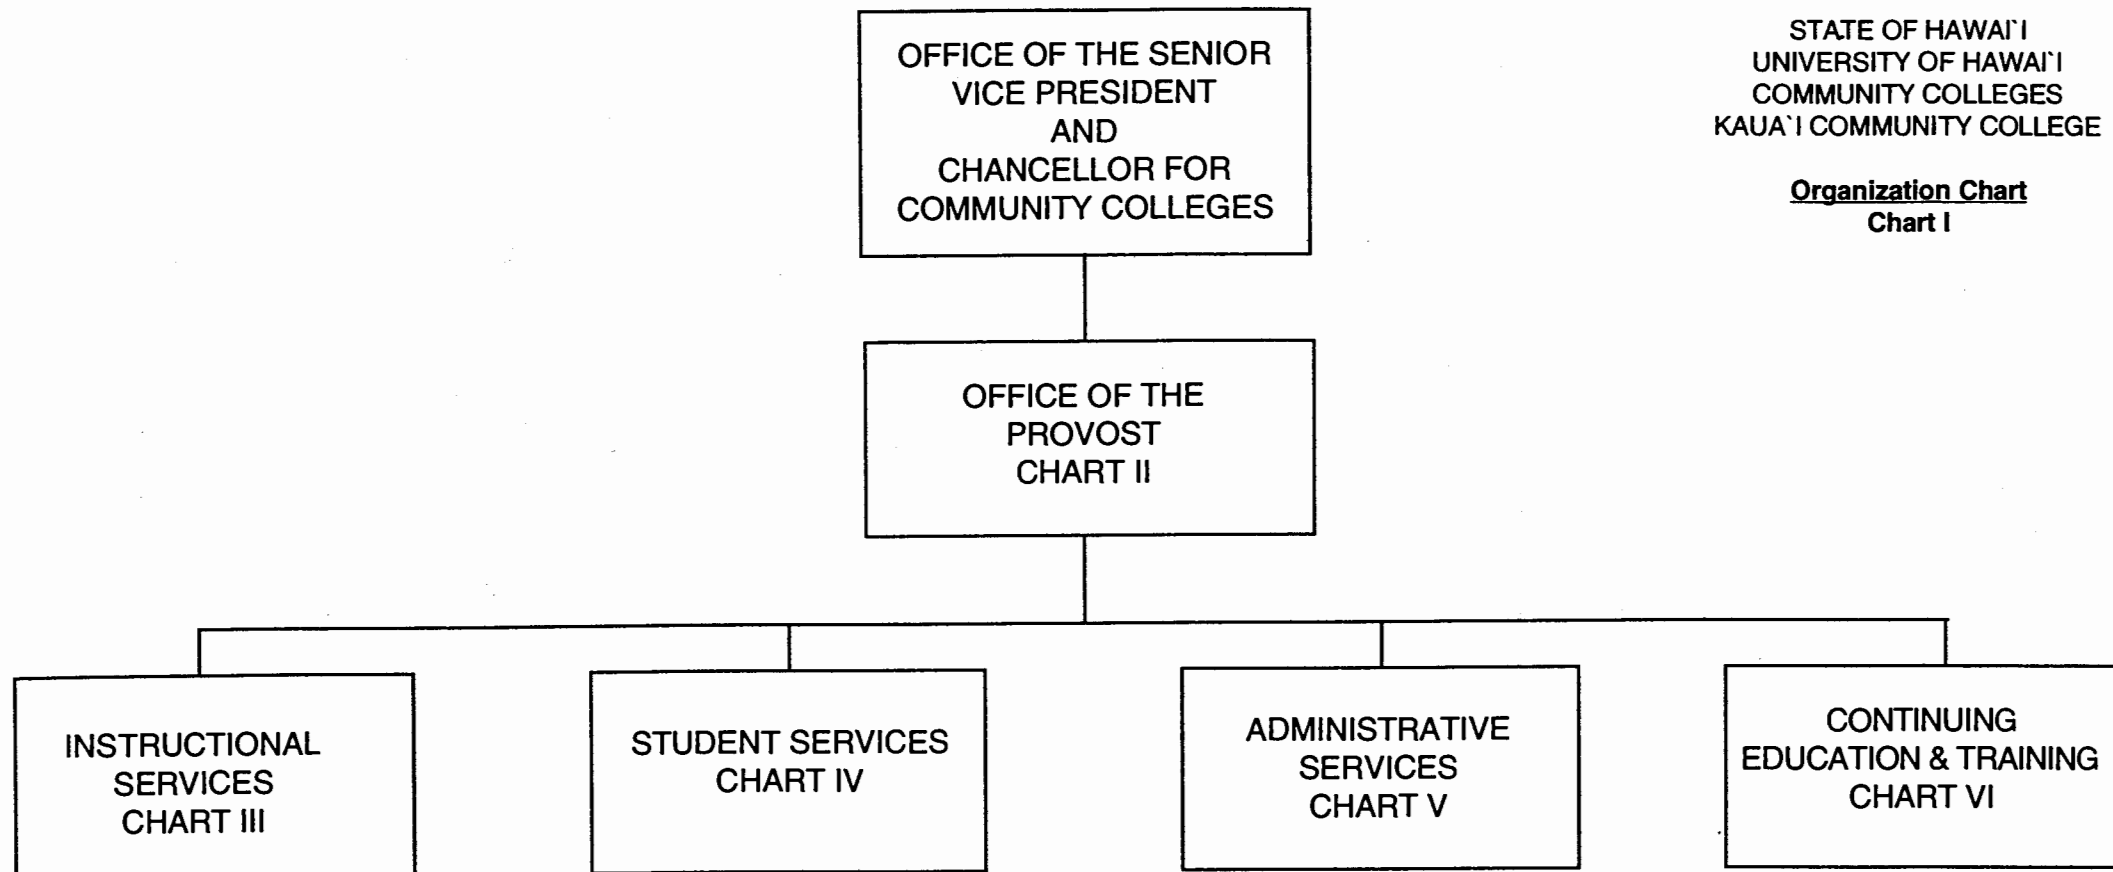 OFFICE OF THE SENIOR
VICE PRESIDENT
AND
CHANCELLOR FOR
COMMUNITY COLLEGES
STATE OF HAWAI`I
UNIVERSITY OF HAWAI`I
COMMUNITY COLLEGES
KAUA`I COMMUNITY COLLEGE
Organization Chart
Chart I
OFFICE OF THE
PROVOST
CHART II
INSTRUCTIONAL
SERVICES
CHART III
STUDENT SERVICES
CHART IV
ADMINISTRATIVE
SERVICES
CHART V
CONTINUING
EDUCATION & TRAINING
CHART VI